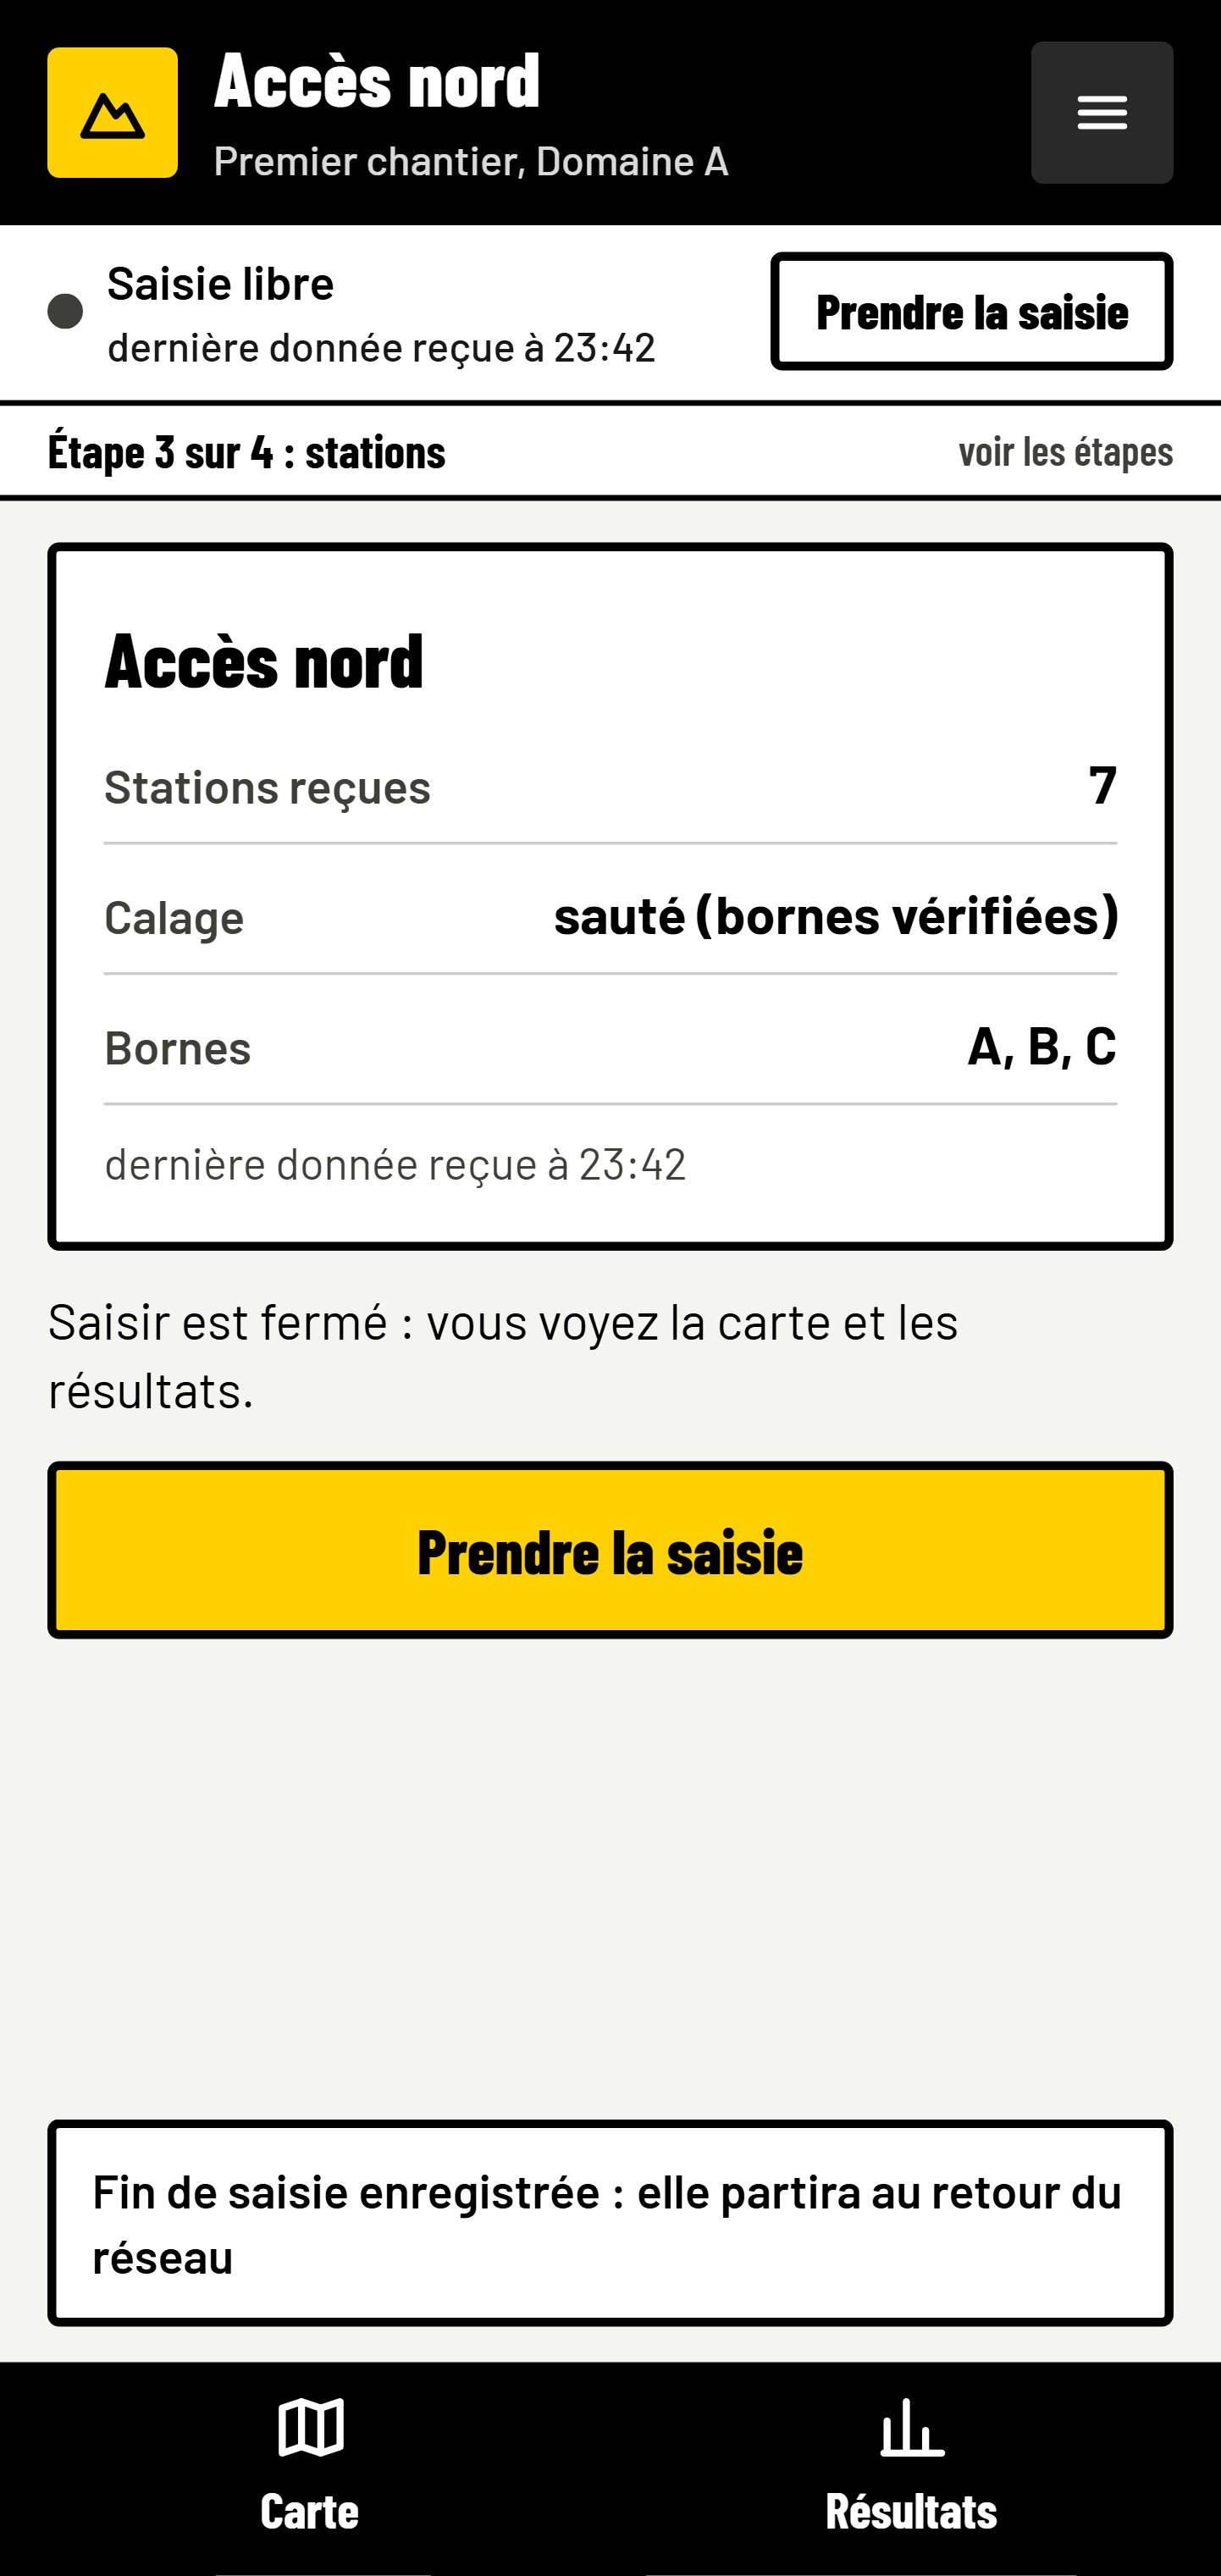 Accès nord
Premier chantier, Domaine A
Saisie libre
dernière donnée reçue à 23:42
Prendre la saisie
Étape 3 sur 4 : stations
voir les étapes
Accès nord
Stations reçues 7
Calage sauté (bornes vérifiées)
Bornes A, B, C
dernière donnée reçue à 23:42
Saisir est fermé : vous voyez la carte et les
résultats.
Prendre la saisie
Fin de saisie enregistrée : elle partira au retour du
réseau
Carte
Résultats